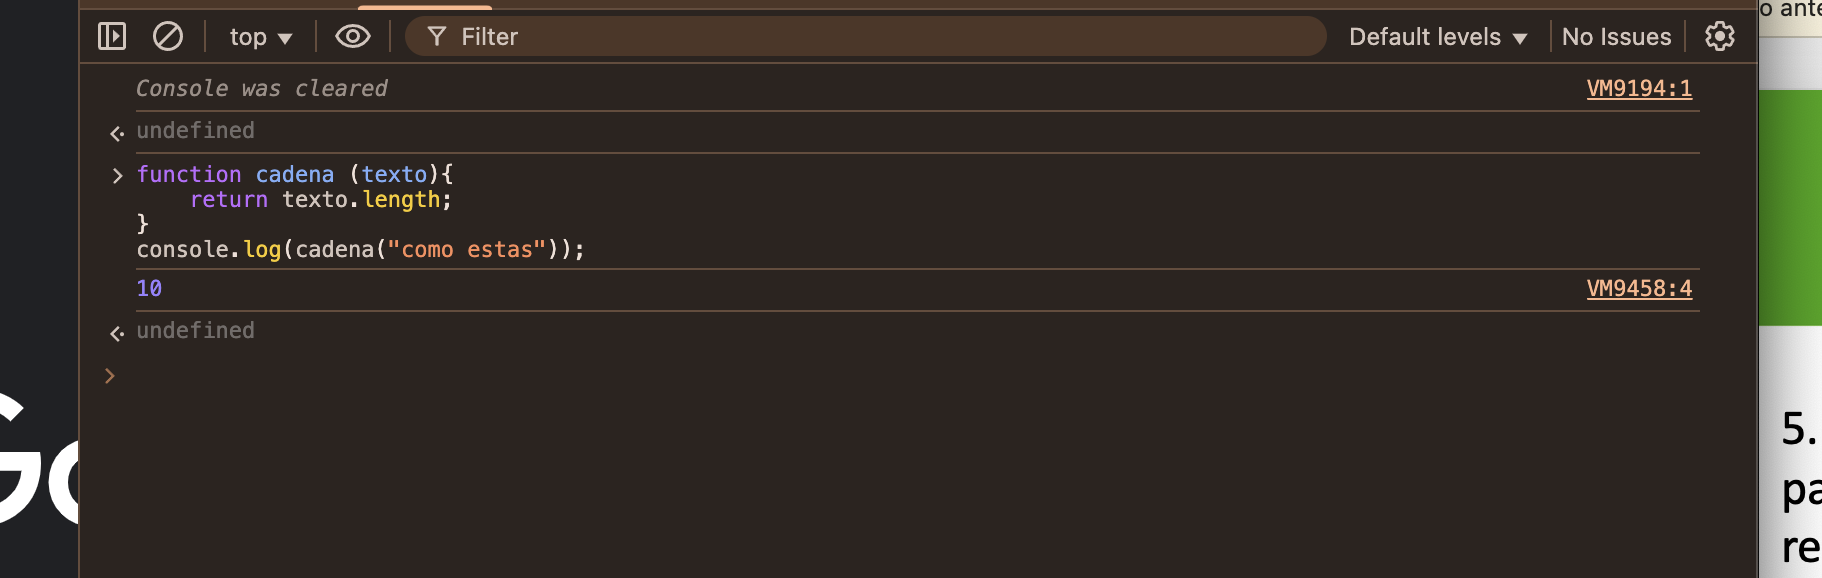 top
Filter
Default levels
No Issues
Console was cleared
VM9194:1
undefined
function cadena (texto){
    return texto.length;
}
console.log(cadena("como estas"));
10
VM9458:4
undefined
o ante
5.
pa
re
Go